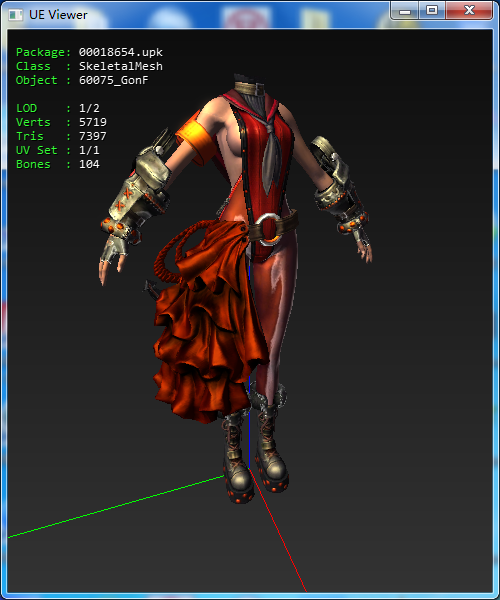 UE Viewer
Package: 00018654.upk
Class : SkeletalMesh
Object : 60075_GonF
LOD : 1/2
Verts : 5719
Tris : 7397
UV Set : 1/1
Bones : 104